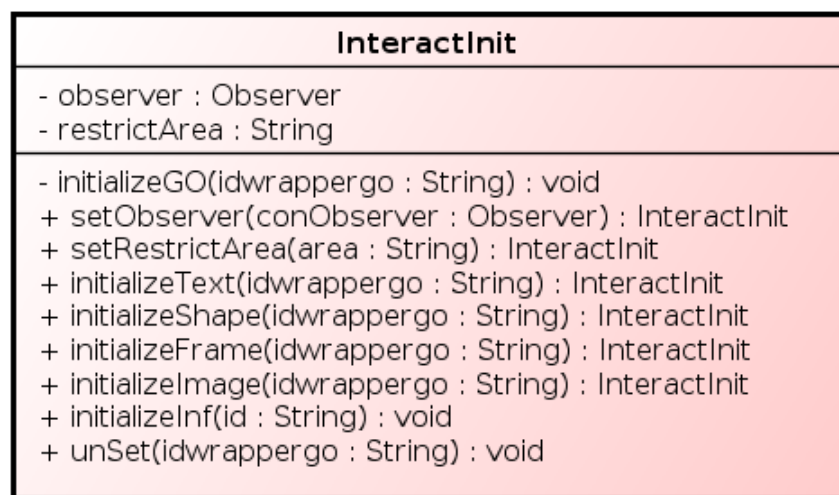 InteractInit
- observer : Observer
- restrictArea : String
- initializeGO(idwrappergo : String) : void
+ setObserver(conObserver : Observer) : InteractInit
+ setRestrictArea(area : String) : InteractInit
+ initializeText(idwrappergo : String) : InteractInit
+ initializeShape(idwrappergo : String) : InteractInit
+ initializeFrame(idwrappergo : String) : InteractInit
+ initializeImage(idwrappergo : String) : InteractInit
+ initializeInf(id : String) : void
+ unSet(idwrappergo : String) : void